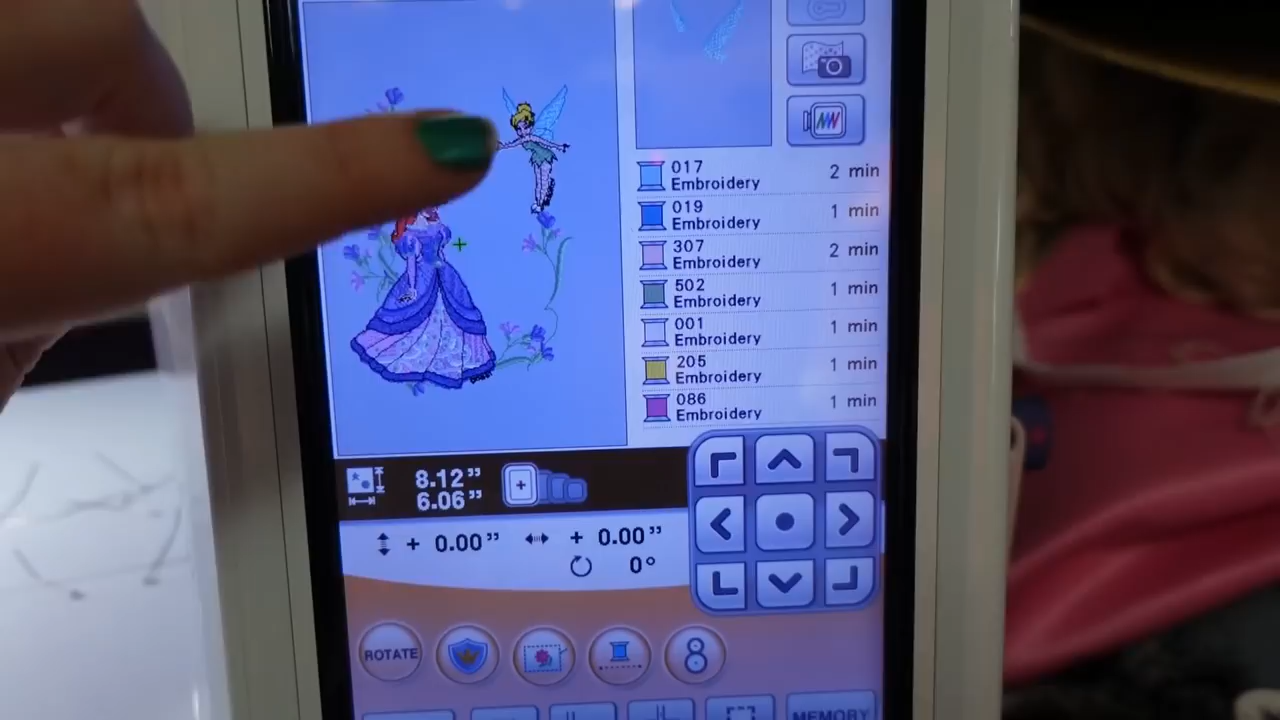 017
Embroidery
2 min
019
Embroidery
1 min
307
Embroidery
2 min
502
Embroidery
1 min
001
Embroidery
1 min
205
Embroidery
1 min
086
Embroidery
1 min
8.12"
6.06"
+ 0.00"
+ 0.00"
0°
ROTATE
8
MEMORY